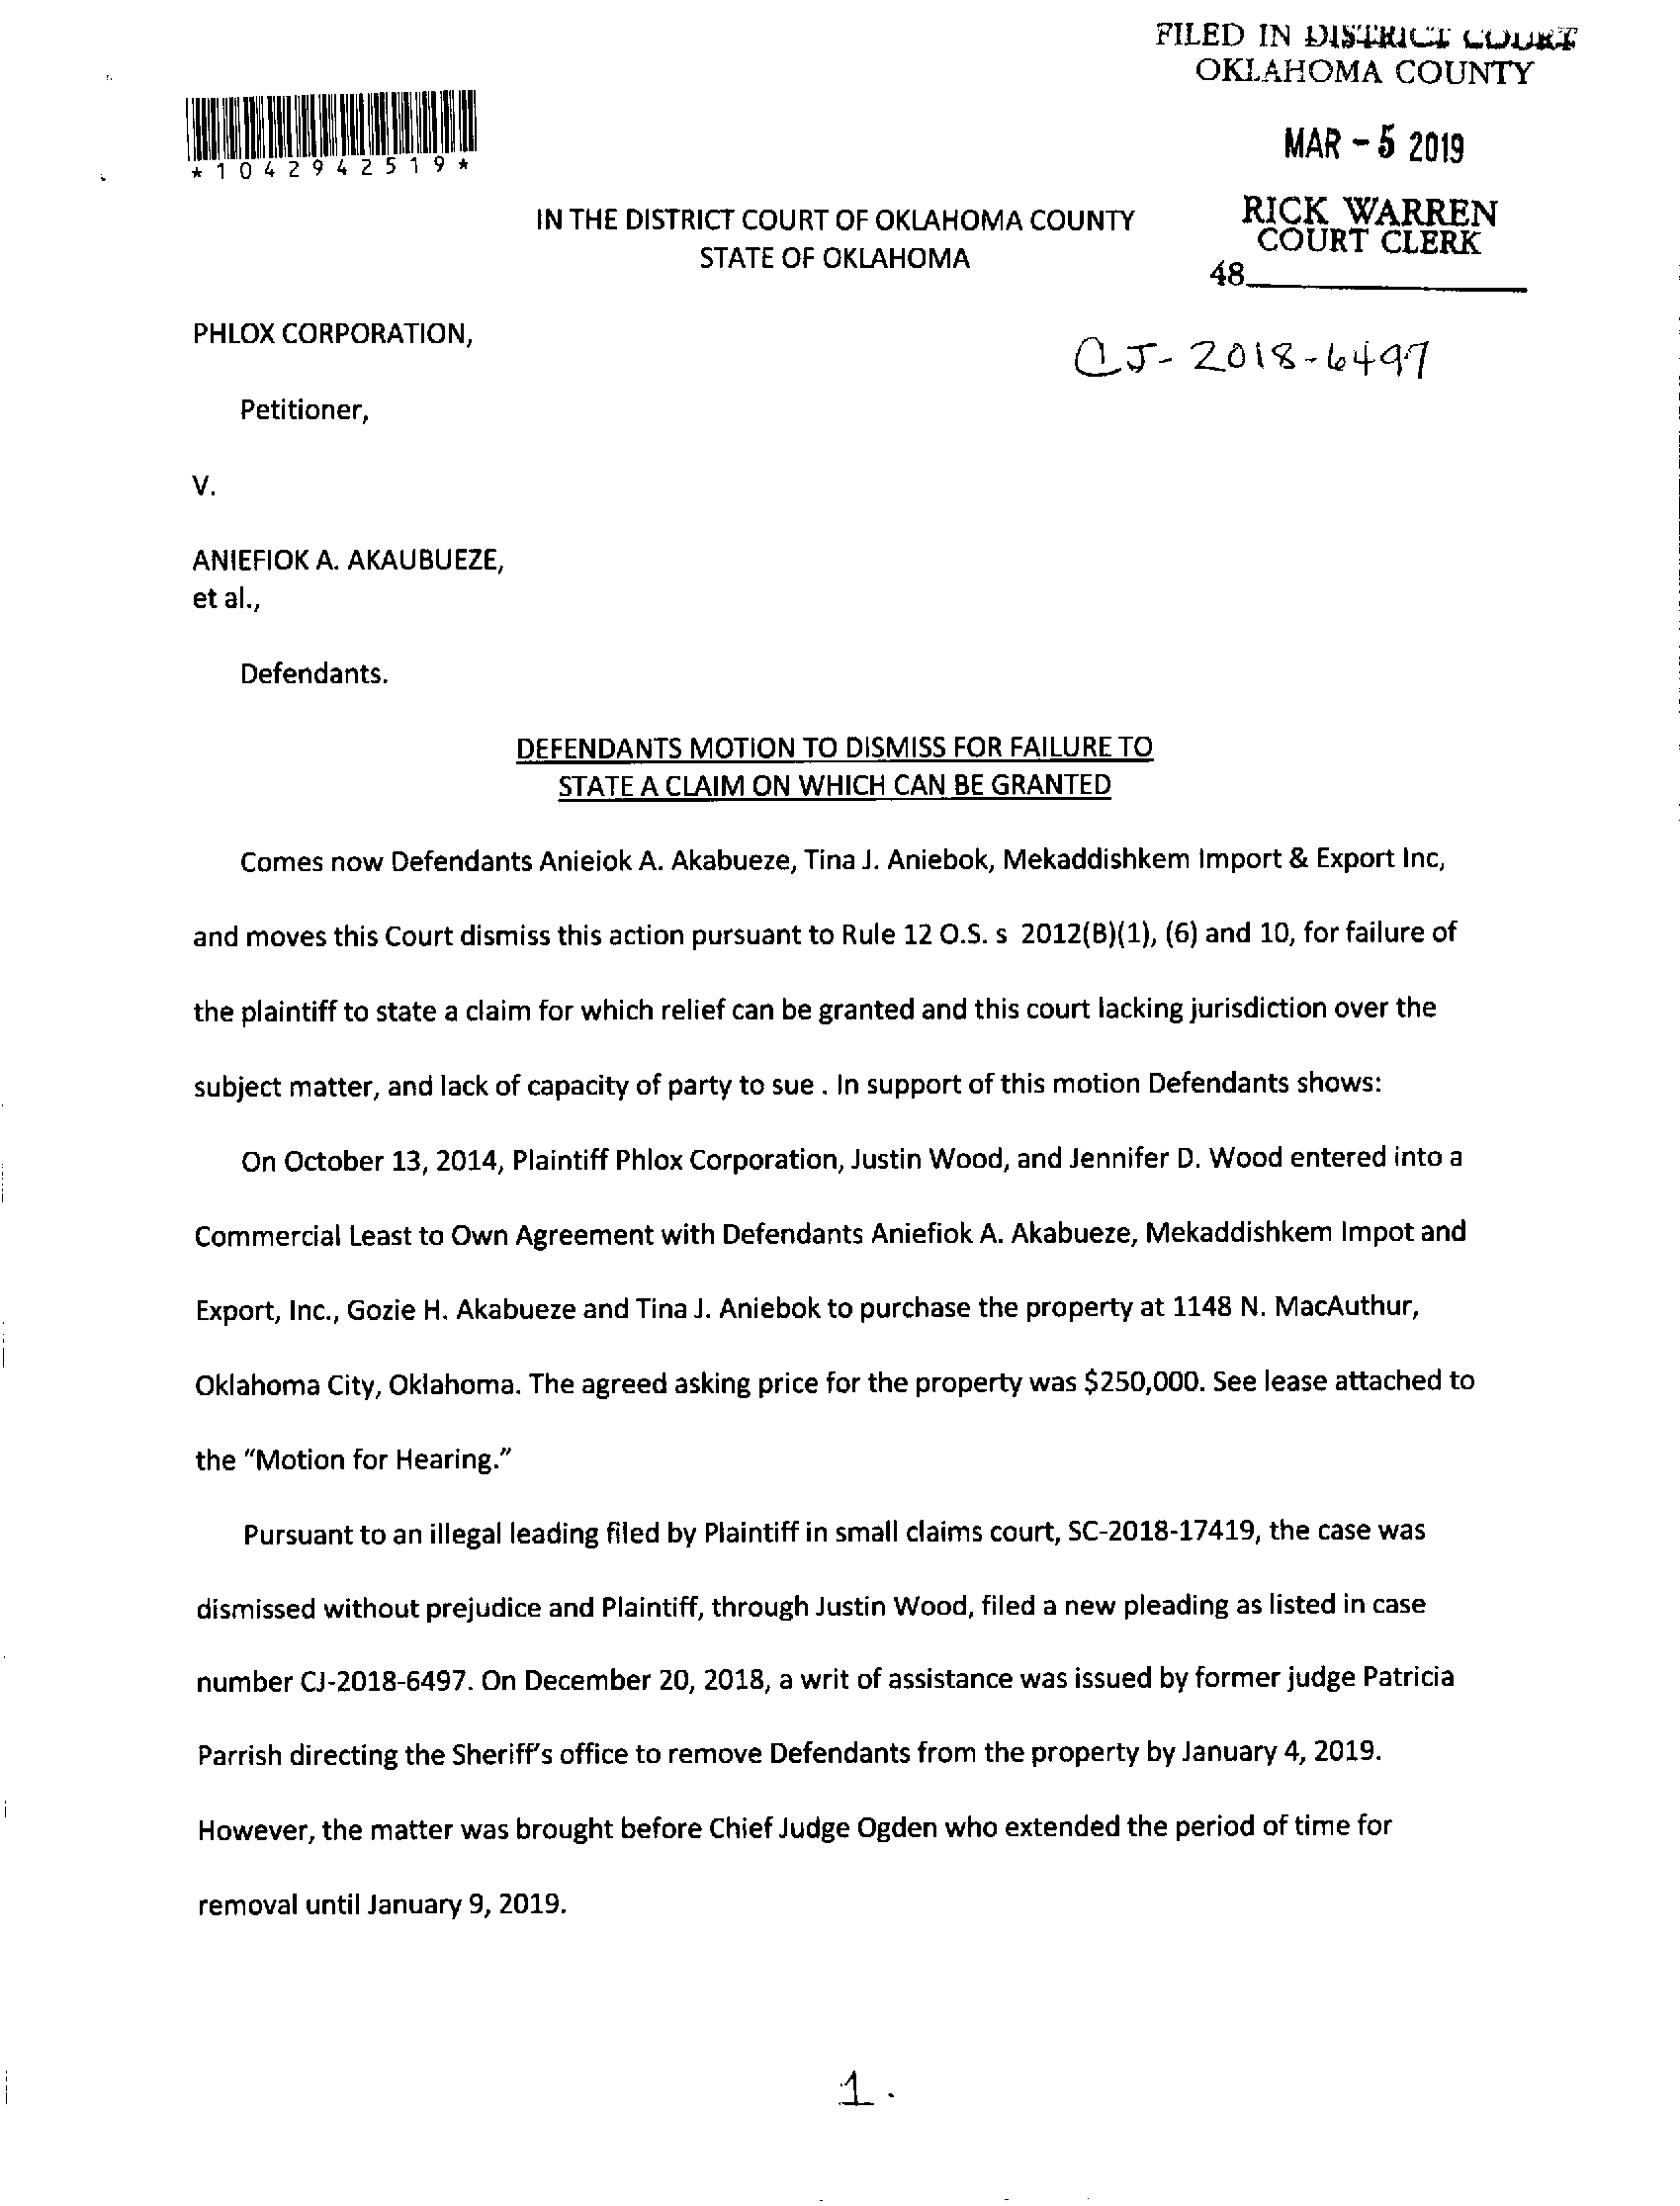 FILED IN DISTRICT COURT
OKLAHOMA COUNTY
MAR - 5 2019
*1042942519*
RICK WARREN
COURT CLERK
48
IN THE DISTRICT COURT OF OKLAHOMA COUNTY
STATE OF OKLAHOMA
PHLOX CORPORATION,
CJ-2018-6497
Petitioner,
V.
ANIEFIOK A. AKAUBUEZE,
et al.,
Defendants.
DEFENDANTS MOTION TO DISMISS FOR FAILURE TO
STATE A CLAIM ON WHICH CAN BE GRANTED
Comes now Defendants Anieiok A. Akabueze, Tina J. Aniebok, Mekaddishkem Import & Export Inc,
and moves this Court dismiss this action pursuant to Rule 12 O.S. s 2012(B)(1), (6) and 10, for failure of
the plaintiff to state a claim for which relief can be granted and this court lacking jurisdiction over the
subject matter, and lack of capacity of party to sue . In support of this motion Defendants shows:
On October 13, 2014, Plaintiff Phlox Corporation, Justin Wood, and Jennifer D. Wood entered into a
Commercial Least to Own Agreement with Defendants Aniefiok A. Akabueze, Mekaddishkem Impot and
Export, Inc., Gozie H. Akabueze and Tina J. Aniebok to purchase the property at 1148 N. MacAuthur,
Oklahoma City, Oklahoma. The agreed asking price for the property was $250,000. See lease attached to
the "Motion for Hearing."
Pursuant to an illegal leading filed by Plaintiff in small claims court, SC-2018-17419, the case was
dismissed without prejudice and Plaintiff, through Justin Wood, filed a new pleading as listed in case
number CJ-2018-6497. On December 20, 2018, a writ of assistance was issued by former judge Patricia
Parrish directing the Sheriff's office to remove Defendants from the property by January 4, 2019.
However, the matter was brought before Chief Judge Ogden who extended the period of time for
removal until January 9, 2019.
1.